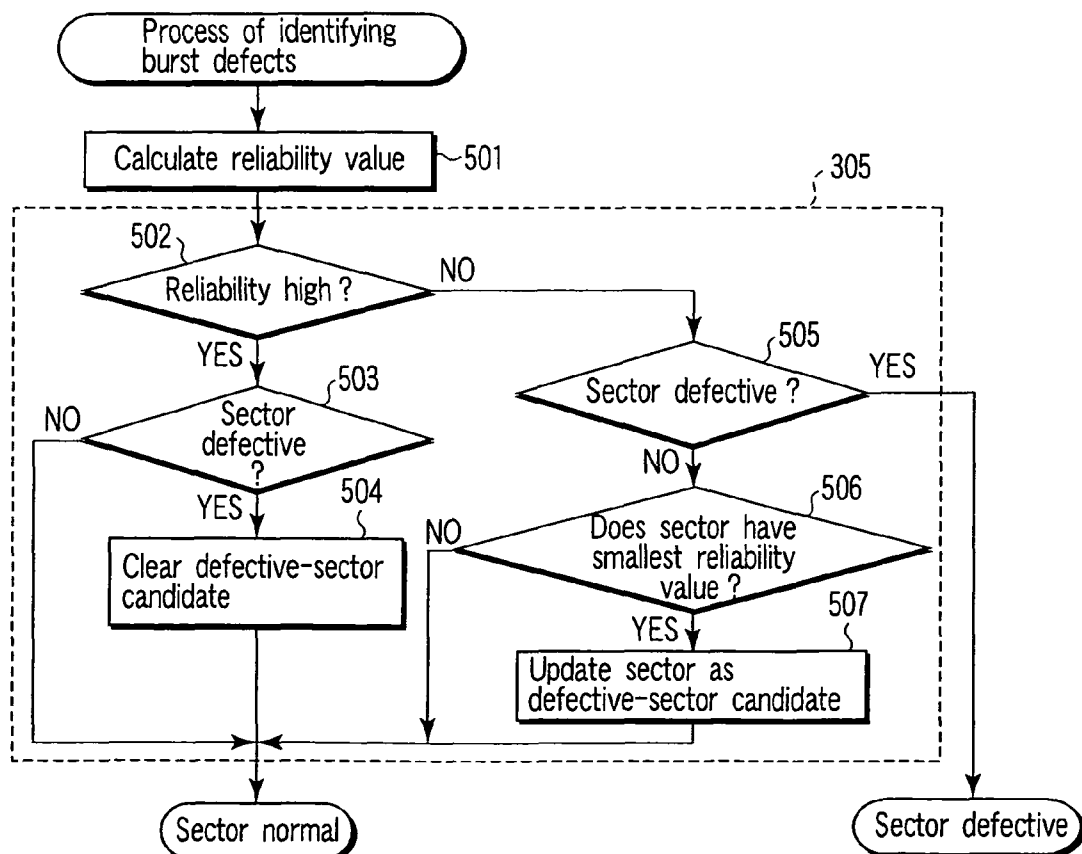 Process of identifying
burst defects
Calculate reliability value
501
305
502
Reliability high ?
NO
YES
503
505
Sector defective ?
YES
NO
Sector
defective
?
YES
504
NO
506
Clear defective-sector
candidate
NO
Does sector have
smallest reliability
value ?
YES
507
Update sector as
defective-sector candidate
Sector normal
Sector defective